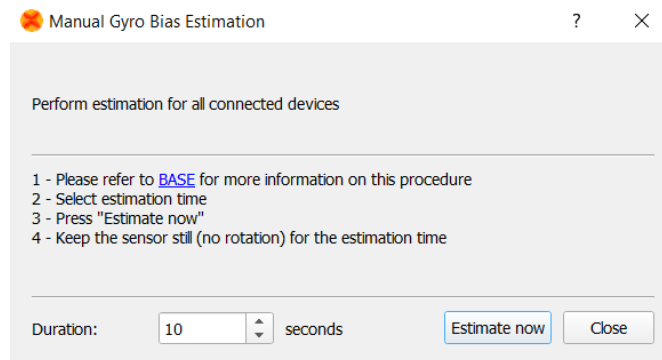 Manual Gyro Bias Estimation ?
Perform estimation for all connected devices
1 - Please refer to BASE for more information on this procedure
2 - Select estimation time
3 - Press "Estimate now"
4 - Keep the sensor still (no rotation) for the estimation time
Duration: 10 seconds Estimate now Close